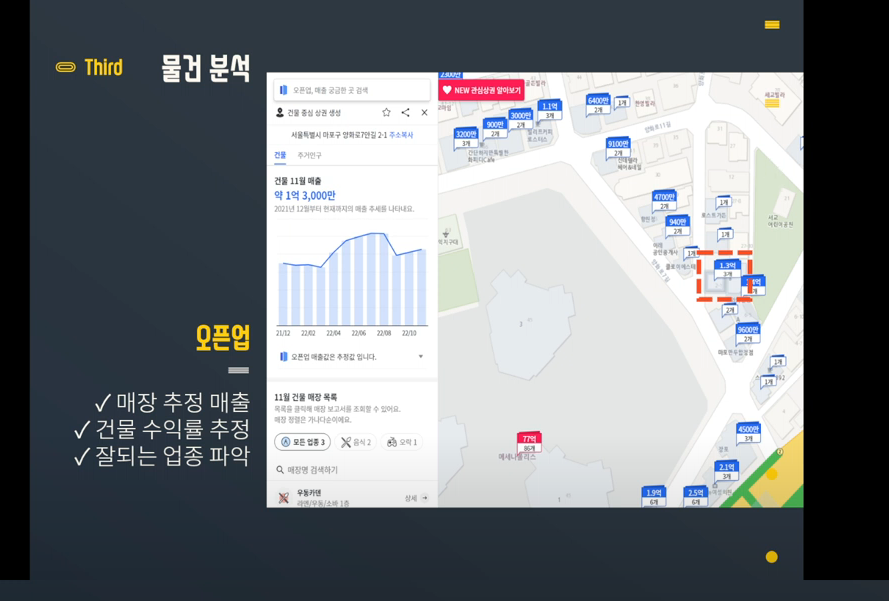 Third 물건 분석
오픈업
✓ 매장 추정 매출
✓ 건물 수익률 추정
✓ 잘되는 업종 파악
오픈업, 매출 궁금한 곳 검색
건물 중심 상권 생성
서울특별시 마포구 양화로7안길 2-1 주소복사
건물 주거인구
건물 11월 매출
약 1억 3,000만
2021년 12월부터 현재까지의 매출 추세를 나타내요.
21/12 22/02 22/04 22/06 22/08 22/10
오픈업 매출값은 추정값 입니다.
11월 건물 매장 목록
목록을 클릭해 매장 보고서를 조회할 수 있어요.
매장 정렬은 가나다순이에요.
모든 업종 3 음식 2 오락 1
매장명 검색하기
우동카덴
라멘/우동/소바 1층
상세
NEW 관심상권 알아보기
2300만
1.1억
3개
3000만
2개
900만
2개
3200만
3개
6400만
2개
1개
9100만
2개
4700만
2개
940만
2개
1개
1개
1개
1.3억
3개
2개
9600만
2개
1개
1개
4500만
3개
2.1억
3개
1.9억
6개
2.5억
6개
77억
86개
메세나폴리스